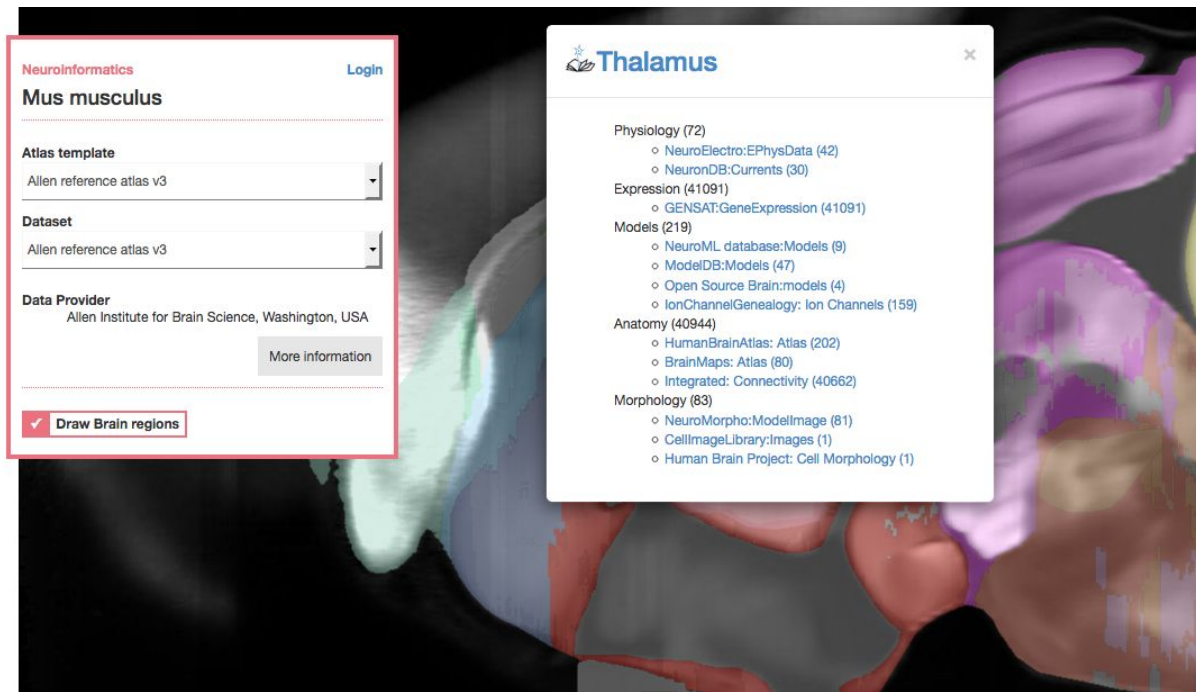 Neuroinformatics
Login
Mus musculus
Atlas template
Allen reference atlas v3
Dataset
Allen reference atlas v3
Data Provider
Allen Institute for Brain Science, Washington, USA
More information
Draw Brain regions
Thalamus
×
Physiology (72)
NeuroElectro:EPhysData (42)
NeuronDB:Currents (30)
Expression (41091)
GENSAT:GeneExpression (41091)
Models (219)
NeuroML database:Models (9)
ModelDB:Models (47)
Open Source Brain:models (4)
IonChannelGenealogy: Ion Channels (159)
Anatomy (40944)
HumanBrainAtlas: Atlas (202)
BrainMaps: Atlas (80)
Integrated: Connectivity (40662)
Morphology (83)
NeuroMorpho:ModelImage (81)
CellImageLibrary:Images (1)
Human Brain Project: Cell Morphology (1)